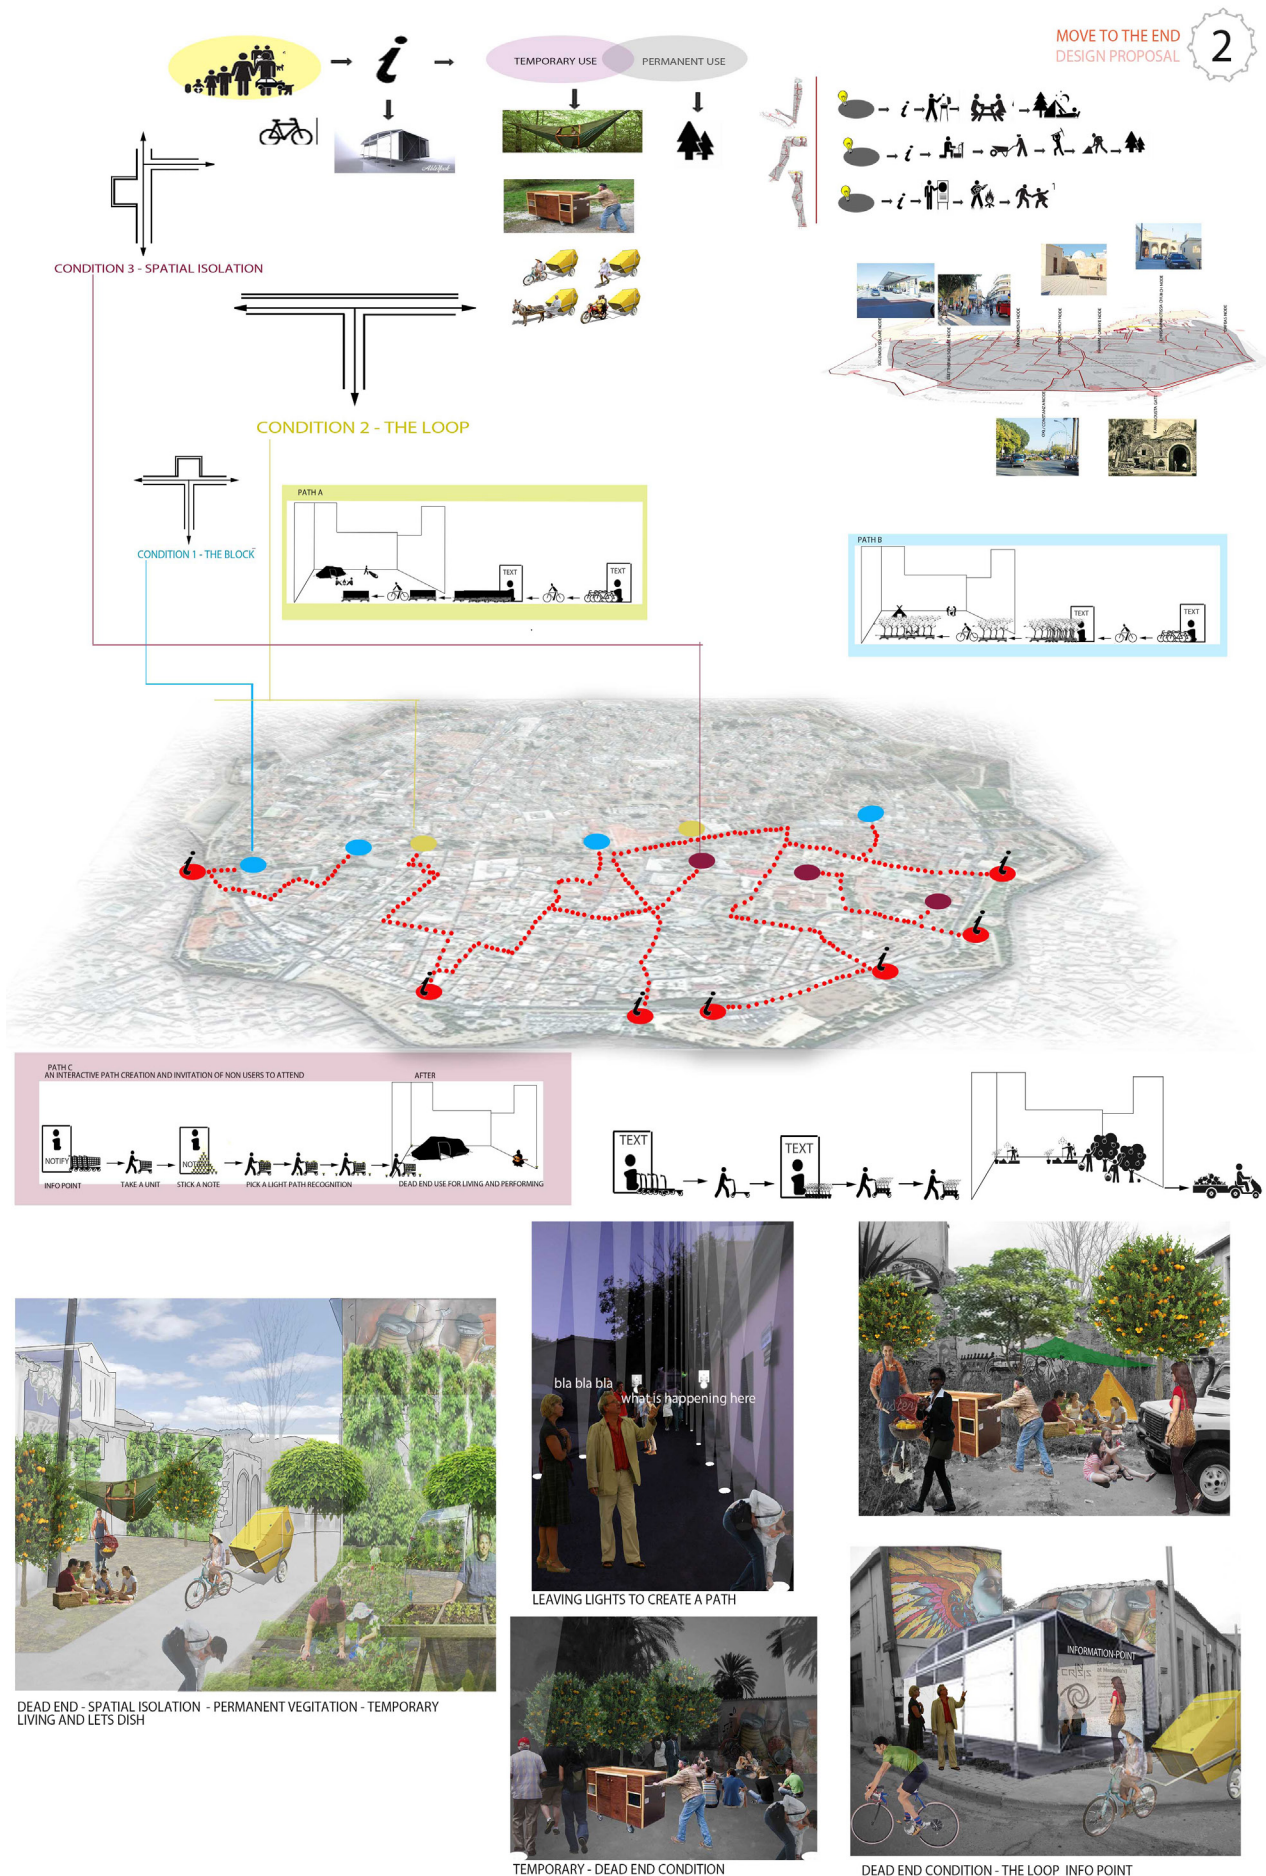 MOVE TO THE END
DESIGN PROPOSAL
2
TEMPORARY USE
PERMANENT USE
CONDITION 3 - SPATIAL ISOLATION
CONDITION 2 - THE LOOP
CONDITION 1 - THE BLOCK
PATH A
TEXT
TEXT
PATH B
TEXT
TEXT
PATH C
AN INTERACTIVE PATH CREATION AND INVITATION OF NON USERS TO ATTEND
AFTER
NOTIFY
INFO POINT
TAKE A UNIT
STICK A NOTE
PICK A LIGHT PATH RECOGNITION
DEAD END USE FOR LIVING AND PERFORMING
TEXT
TEXT
bla bla bla
what is happening here
LEAVING LIGHTS TO CREATE A PATH
DEAD END - SPATIAL ISOLATION - PERMANENT VEGITATION - TEMPORARY
LIVING AND LETS DISH
INFORMATION-POINT
TEMPORARY - DEAD END CONDITION
DEAD END CONDITION - THE LOOP INFO POINT